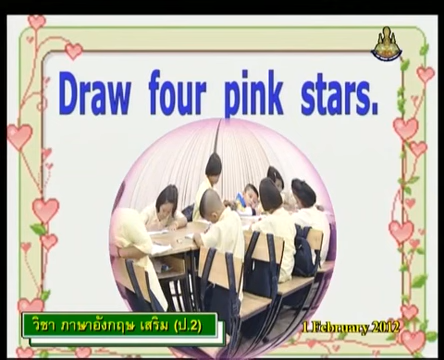 Draw four pink stars.
วิชา ภาษาอังกฤษ เสริม (ป.2)
1 February 2012